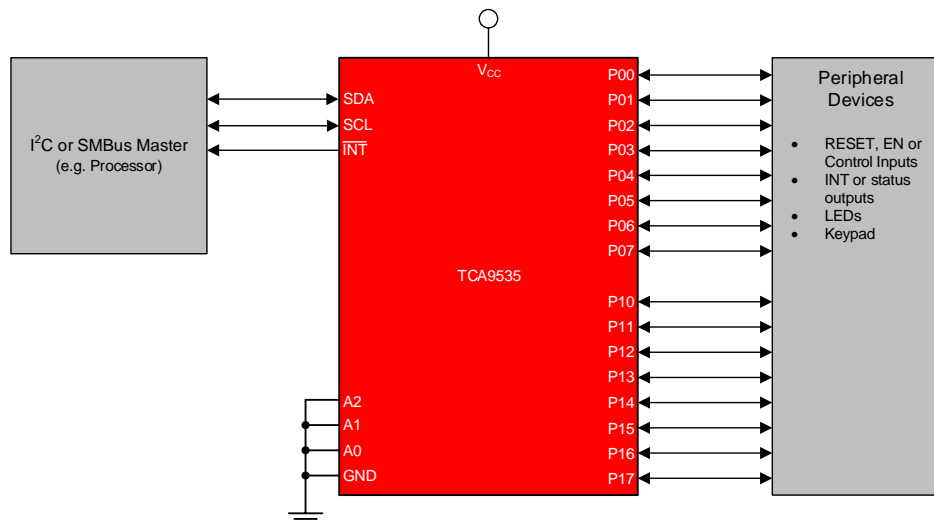 I²C or SMBus Master
(e.g. Processor)
VCC
SDA
SCL
INT
TCA9535
A2
A1
A0
GND
P00
P01
P02
P03
P04
P05
P06
P07
P10
P11
P12
P13
P14
P15
P16
P17
Peripheral
Devices
• RESET, EN or
Control Inputs
• INT or status
outputs
• LEDs
• Keypad